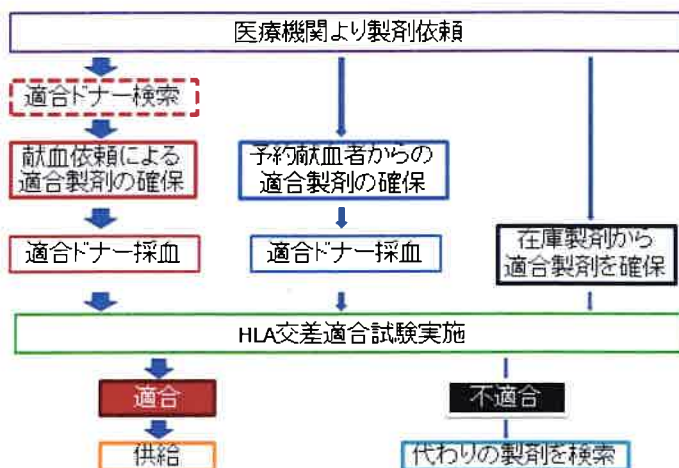 医療機関より製剤依頼
適合ドナー検索
献血依頼による
適合製剤の確保
予約献血者からの
適合製剤の確保
適合ドナー採血
適合ドナー採血
在庫製剤から
適合製剤を確保
HLA交差適合試験実施
適合
不適合
供給
代わりの製剤を検索